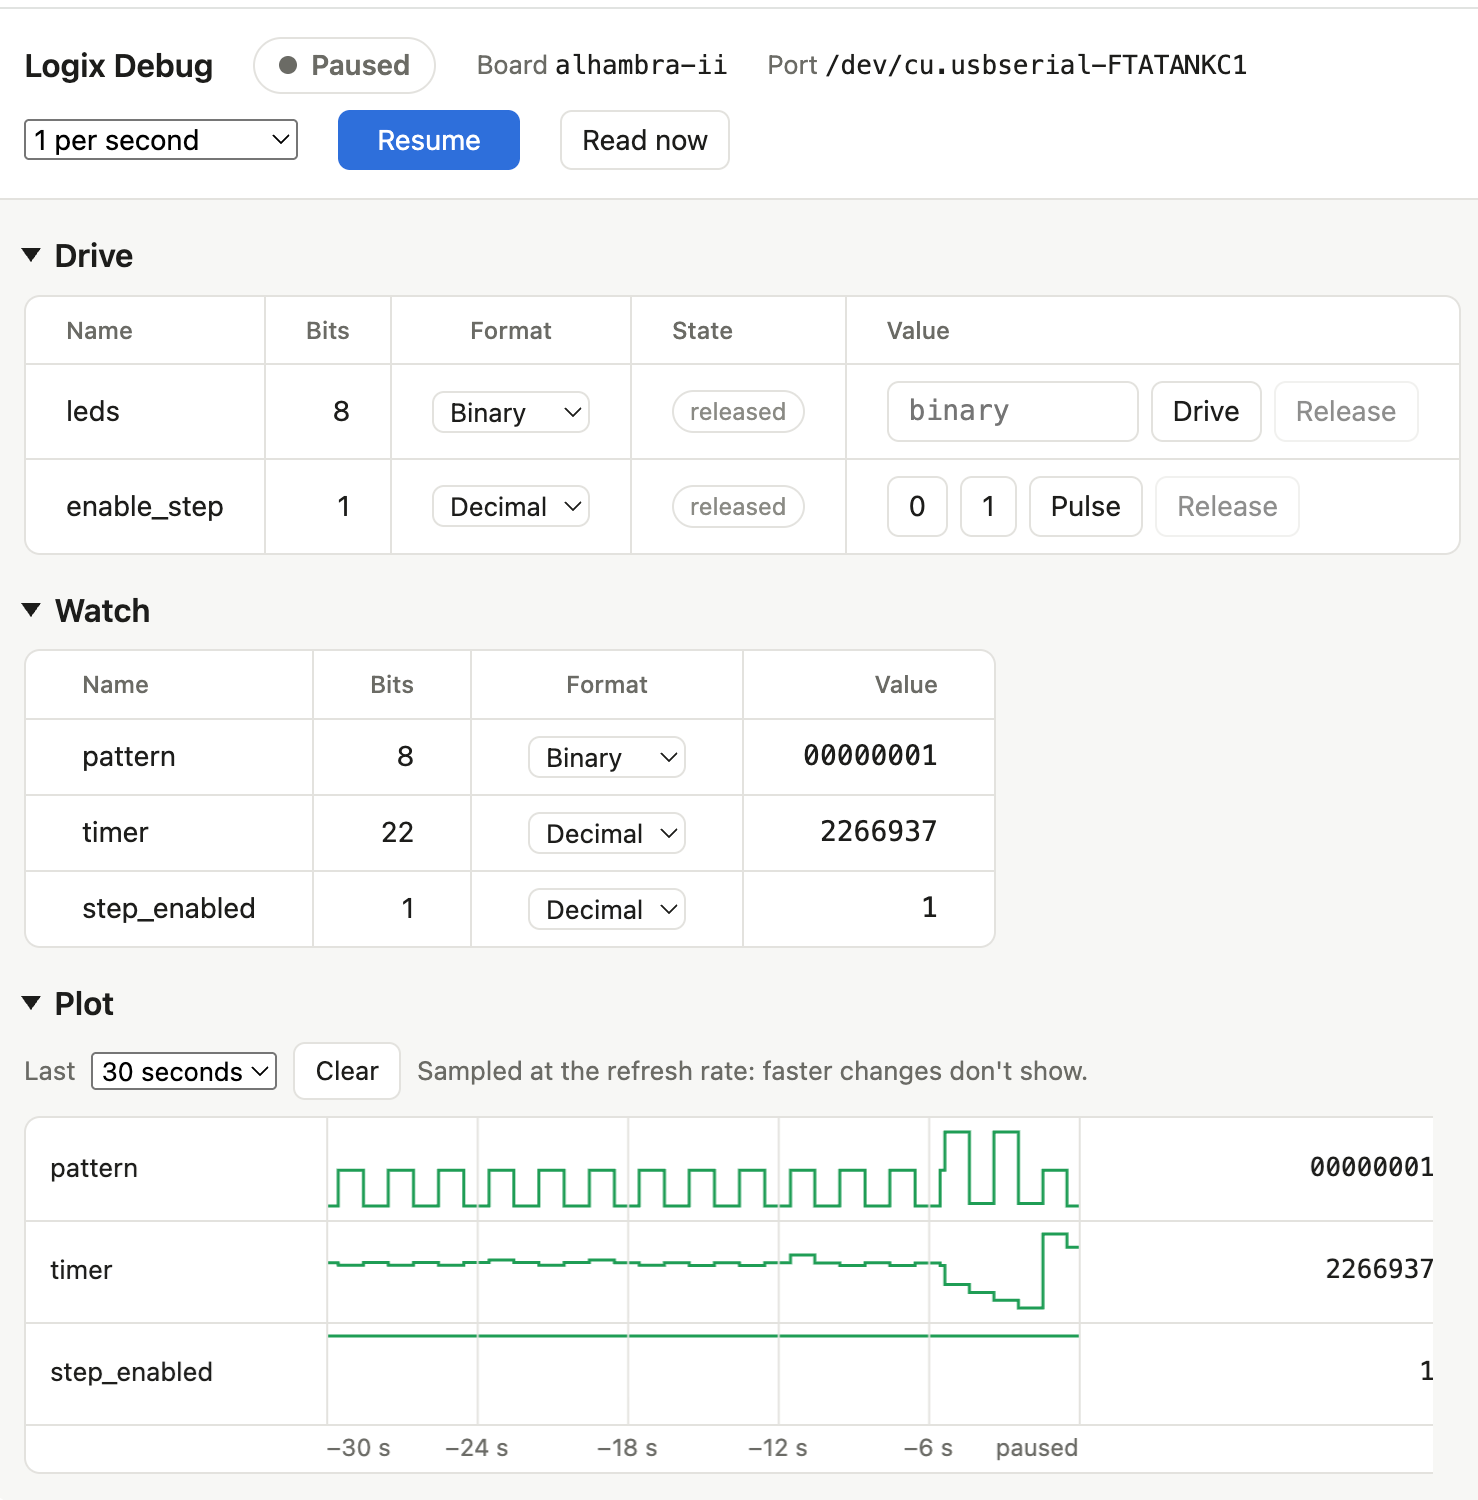 Logix Debug Paused Board alhambra-ii Port /dev/cu.usbserial-FTATANKC1
1 per second Resume Read now
Drive
Name Bits Format State Value
leds 8 Binary released binary Drive Release
enable_step 1 Decimal released 0 1 Pulse Release
Watch
Name Bits Format Value
pattern 8 Binary 00000001
timer 22 Decimal 2266937
step_enabled 1 Decimal 1
Plot
Last 30 seconds Clear Sampled at the refresh rate: faster changes don't show.
pattern 00000001
timer 2266937
step_enabled 1
−30 s −24 s −18 s −12 s −6 s paused